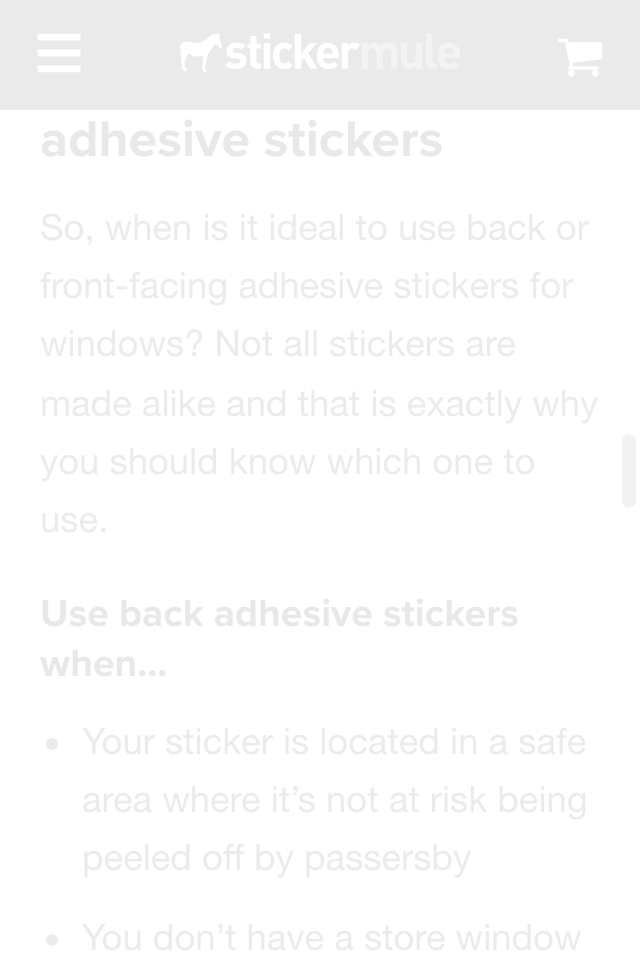 stickermule
adhesive stickers
So, when is it ideal to use back or
front-facing adhesive stickers for
windows? Not all stickers are
made alike and that is exactly why
you should know which one to
use.
Use back adhesive stickers
when...
• Your sticker is located in a safe
area where it’s not at risk being
peeled off by passersby
• You don’t have a store window